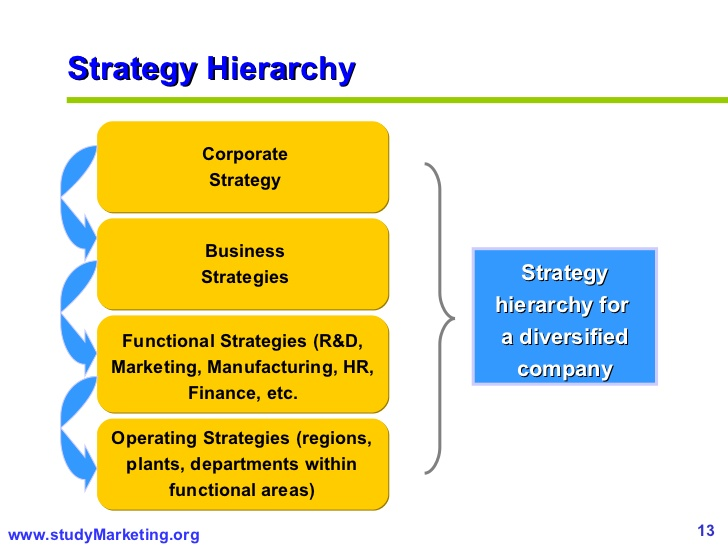 Strategy Hierarchy
Corporate
Strategy
Business
Strategies
Functional Strategies (R&D,
Marketing, Manufacturing, HR,
Finance, etc.
Operating Strategies (regions,
plants, departments within
functional areas)
Strategy
hierarchy for
a diversified
company
www.studyMarketing.org
13